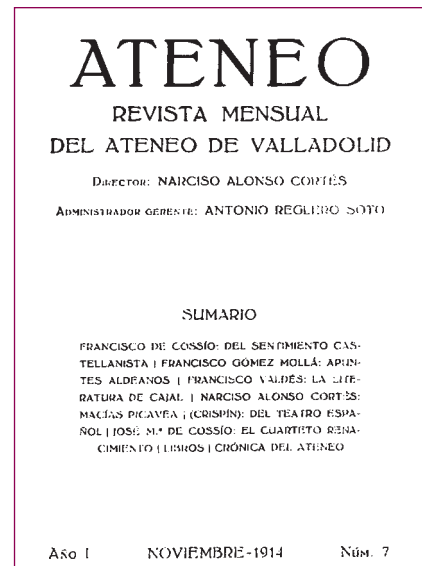 ATENEO
REVISTA MENSUAL
DEL ATENEO DE VALLADOLID
DIRECTOR: NARCISO ALONSO CORTÉS
ADMINISTRADOR GERENTE: ANTONIO REGLERO SOTO
SUMARIO
FRANCISCO DE COSSÍO: DEL SENTIMIENTO CAS-
TELLANISTA | FRANCISCO GÓMEZ MOLLÁ: APUN-
TES ALDEANOS | FRANCISCO VALDÉS: LA LITE-
RATURA DE CAJAL | NARCISO ALONSO CORTÉS:
MACÍAS PICAVEA | (CRISPÍN): DEL TEATRO ESPA-
ÑOL | JOSÉ M.ª DE COSSÍO: EL CUARTETO RENA-
CIMIENTO | LIBROS | CRÓNICA DEL ATENEO
AÑO I NOVIEMBRE-1914 NÚM. 7